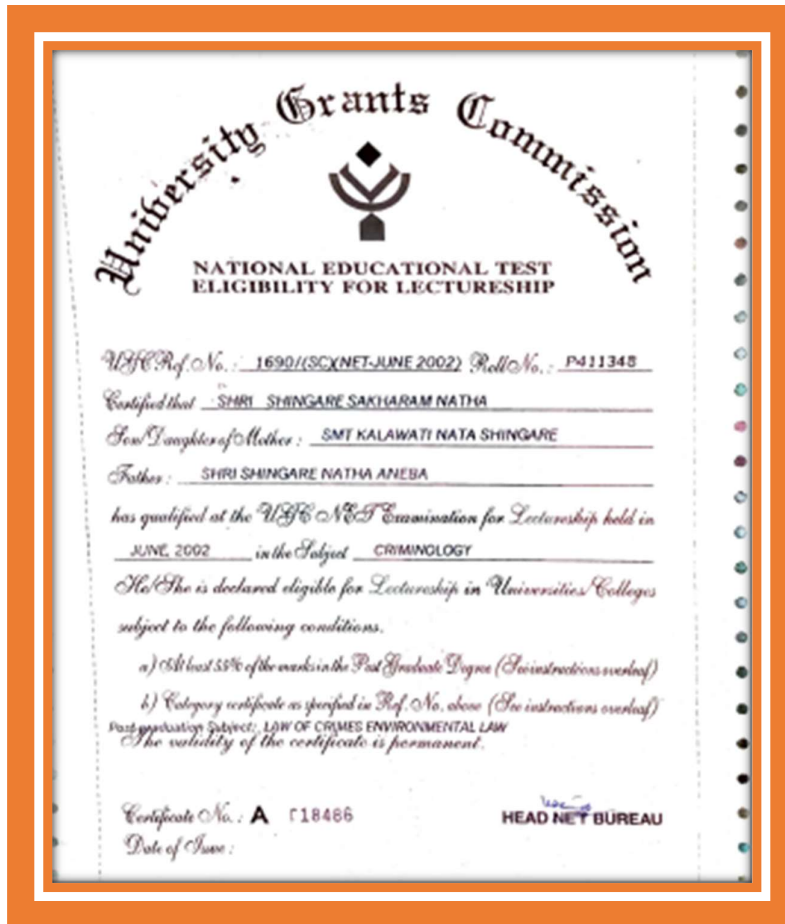 University Grants Commission
NATIONAL EDUCATIONAL TEST
ELIGIBILITY FOR LECTURESHIP
UGC Ref. No. : 1690/(SC)(NET-JUNE 2002) Roll No. : P411348
Certified that SHRI SHINGARE SAKHARAM NATHA
Son/Daughter of Mother : SMT KALAWATI NATA SHINGARE
Father : SHRI SHINGARE NATHA ANEBA
has qualified at the UGC NET Examination for Lectureship held in
JUNE, 2002 in the Subject CRIMINOLOGY
He/She is declared eligible for Lectureship in Universities/Colleges
subject to the following conditions.
a) At least 55% of the marks in the Post Graduate Degree (See instructions overleaf)
b) Category certificate as specified in Ref. No. above (See instructions overleaf)
Post-graduation Subject: LAW OF CRIMES ENVIRONMENTAL LAW
The validity of the certificate is permanent.
Certificate No. : A 18486
HEAD NET BUREAU
Date of Issue :